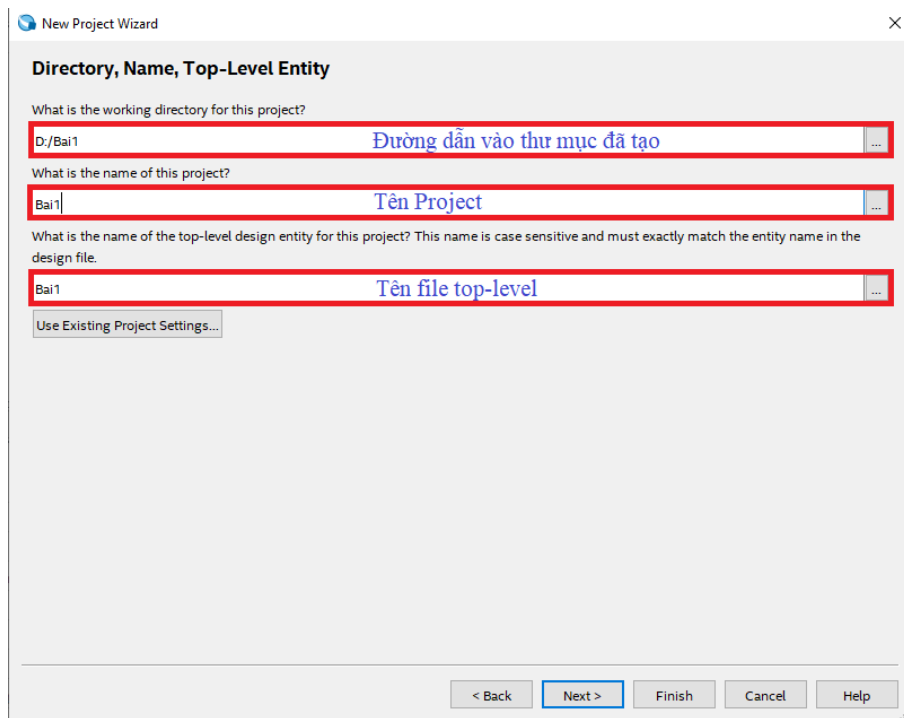 New Project Wizard
Directory, Name, Top-Level Entity
What is the working directory for this project?
D:/Bai1 Đường dẫn vào thư mục đã tạo ...
What is the name of this project?
Bai1 Tên Project ...
What is the name of the top-level design entity for this project? This name is case sensitive and must exactly match the entity name in the
design file.
Bai1 Tên file top-level ...
Use Existing Project Settings...
< Back Next > Finish Cancel Help